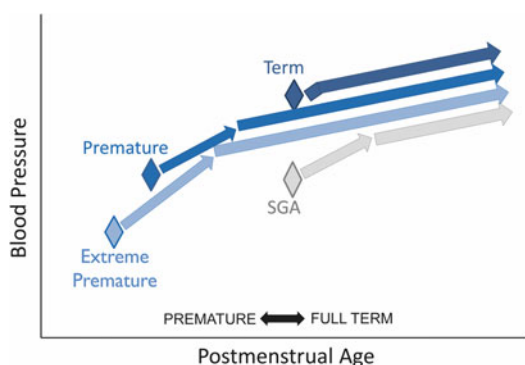 Term
Premature
SGA
Extreme
Premature
PREMATURE FULL TERM
Blood Pressure
Postmenstrual Age